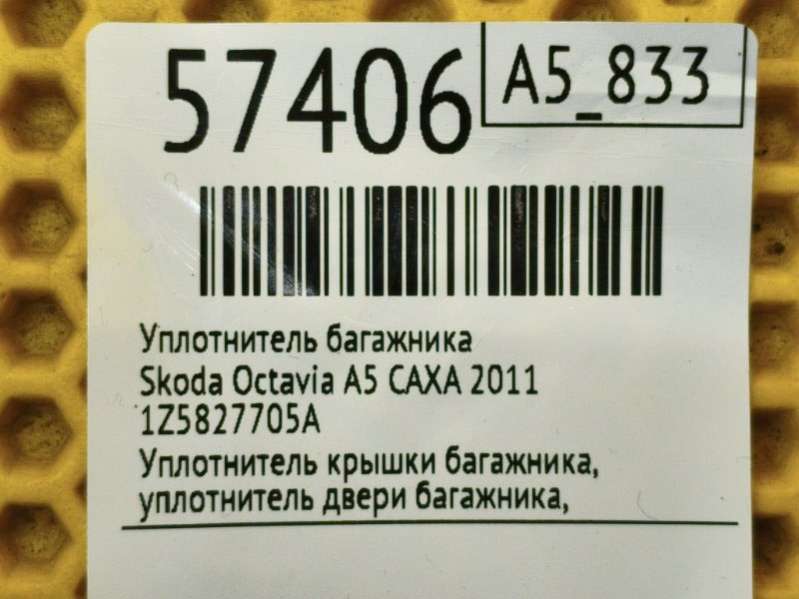 57406
A5_833
Уплотнитель багажника
Skoda Octavia A5 CAXA 2011
1Z5827705A
Уплотнитель крышки багажника,
уплотнитель двери багажника,